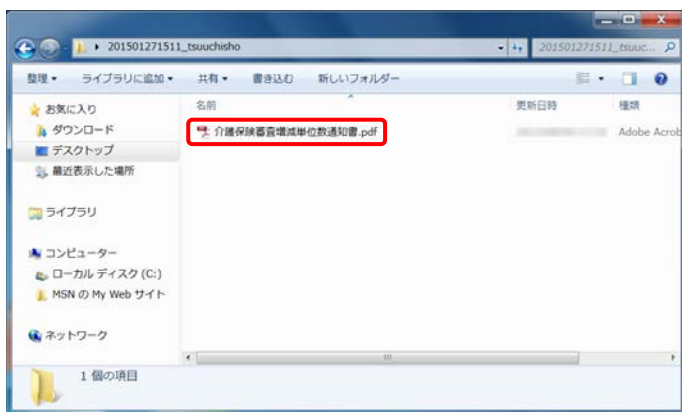 201501271511_tsuuchisho
201501271511_tsuuc...
整理 ライブラリに追加 共有 書き込む 新しいフォルダー
お気に入り
ダウンロード
デスクトップ
最近表示した場所
ライブラリ
コンピューター
ローカル ディスク (C:)
MSN の My Web サイト
ネットワーク
名前 更新日時 種類
介護保険審査増減単位数通知書.pdf Adobe Acrob
1 個の項目